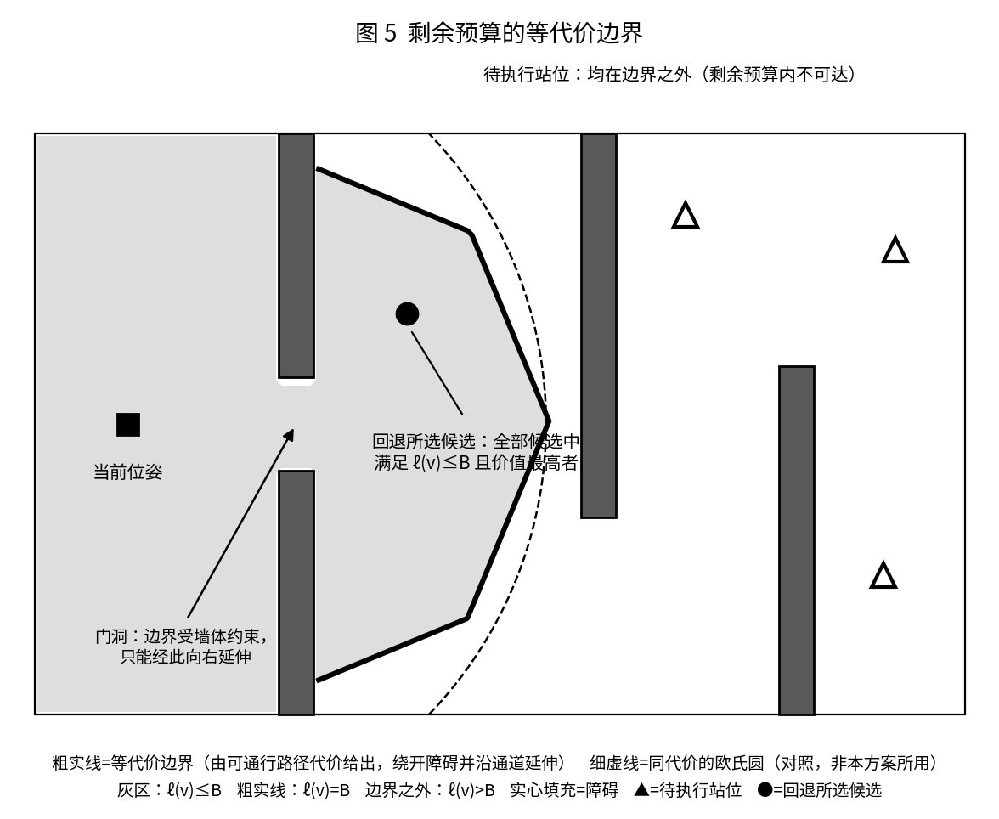 图 5 剩余预算的等代价边界
待执行站位：均在边界之外（剩余预算内不可达）
回退所选候选：全部候选中
满足 ℓ(v)≤B 且价值最高者
当前位姿
门洞：边界受墙体约束，
只能经此向右延伸
粗实线=等代价边界（由可通行路径代价给出，绕开障碍并沿通道延伸） 细虚线=同代价的欧氏圆（对照，非本方案所用）
灰区：ℓ(v)≤B 粗实线：ℓ(v)=B 边界之外：ℓ(v)>B 实心填充=障碍 ▲=待执行站位 ●=回退所选候选